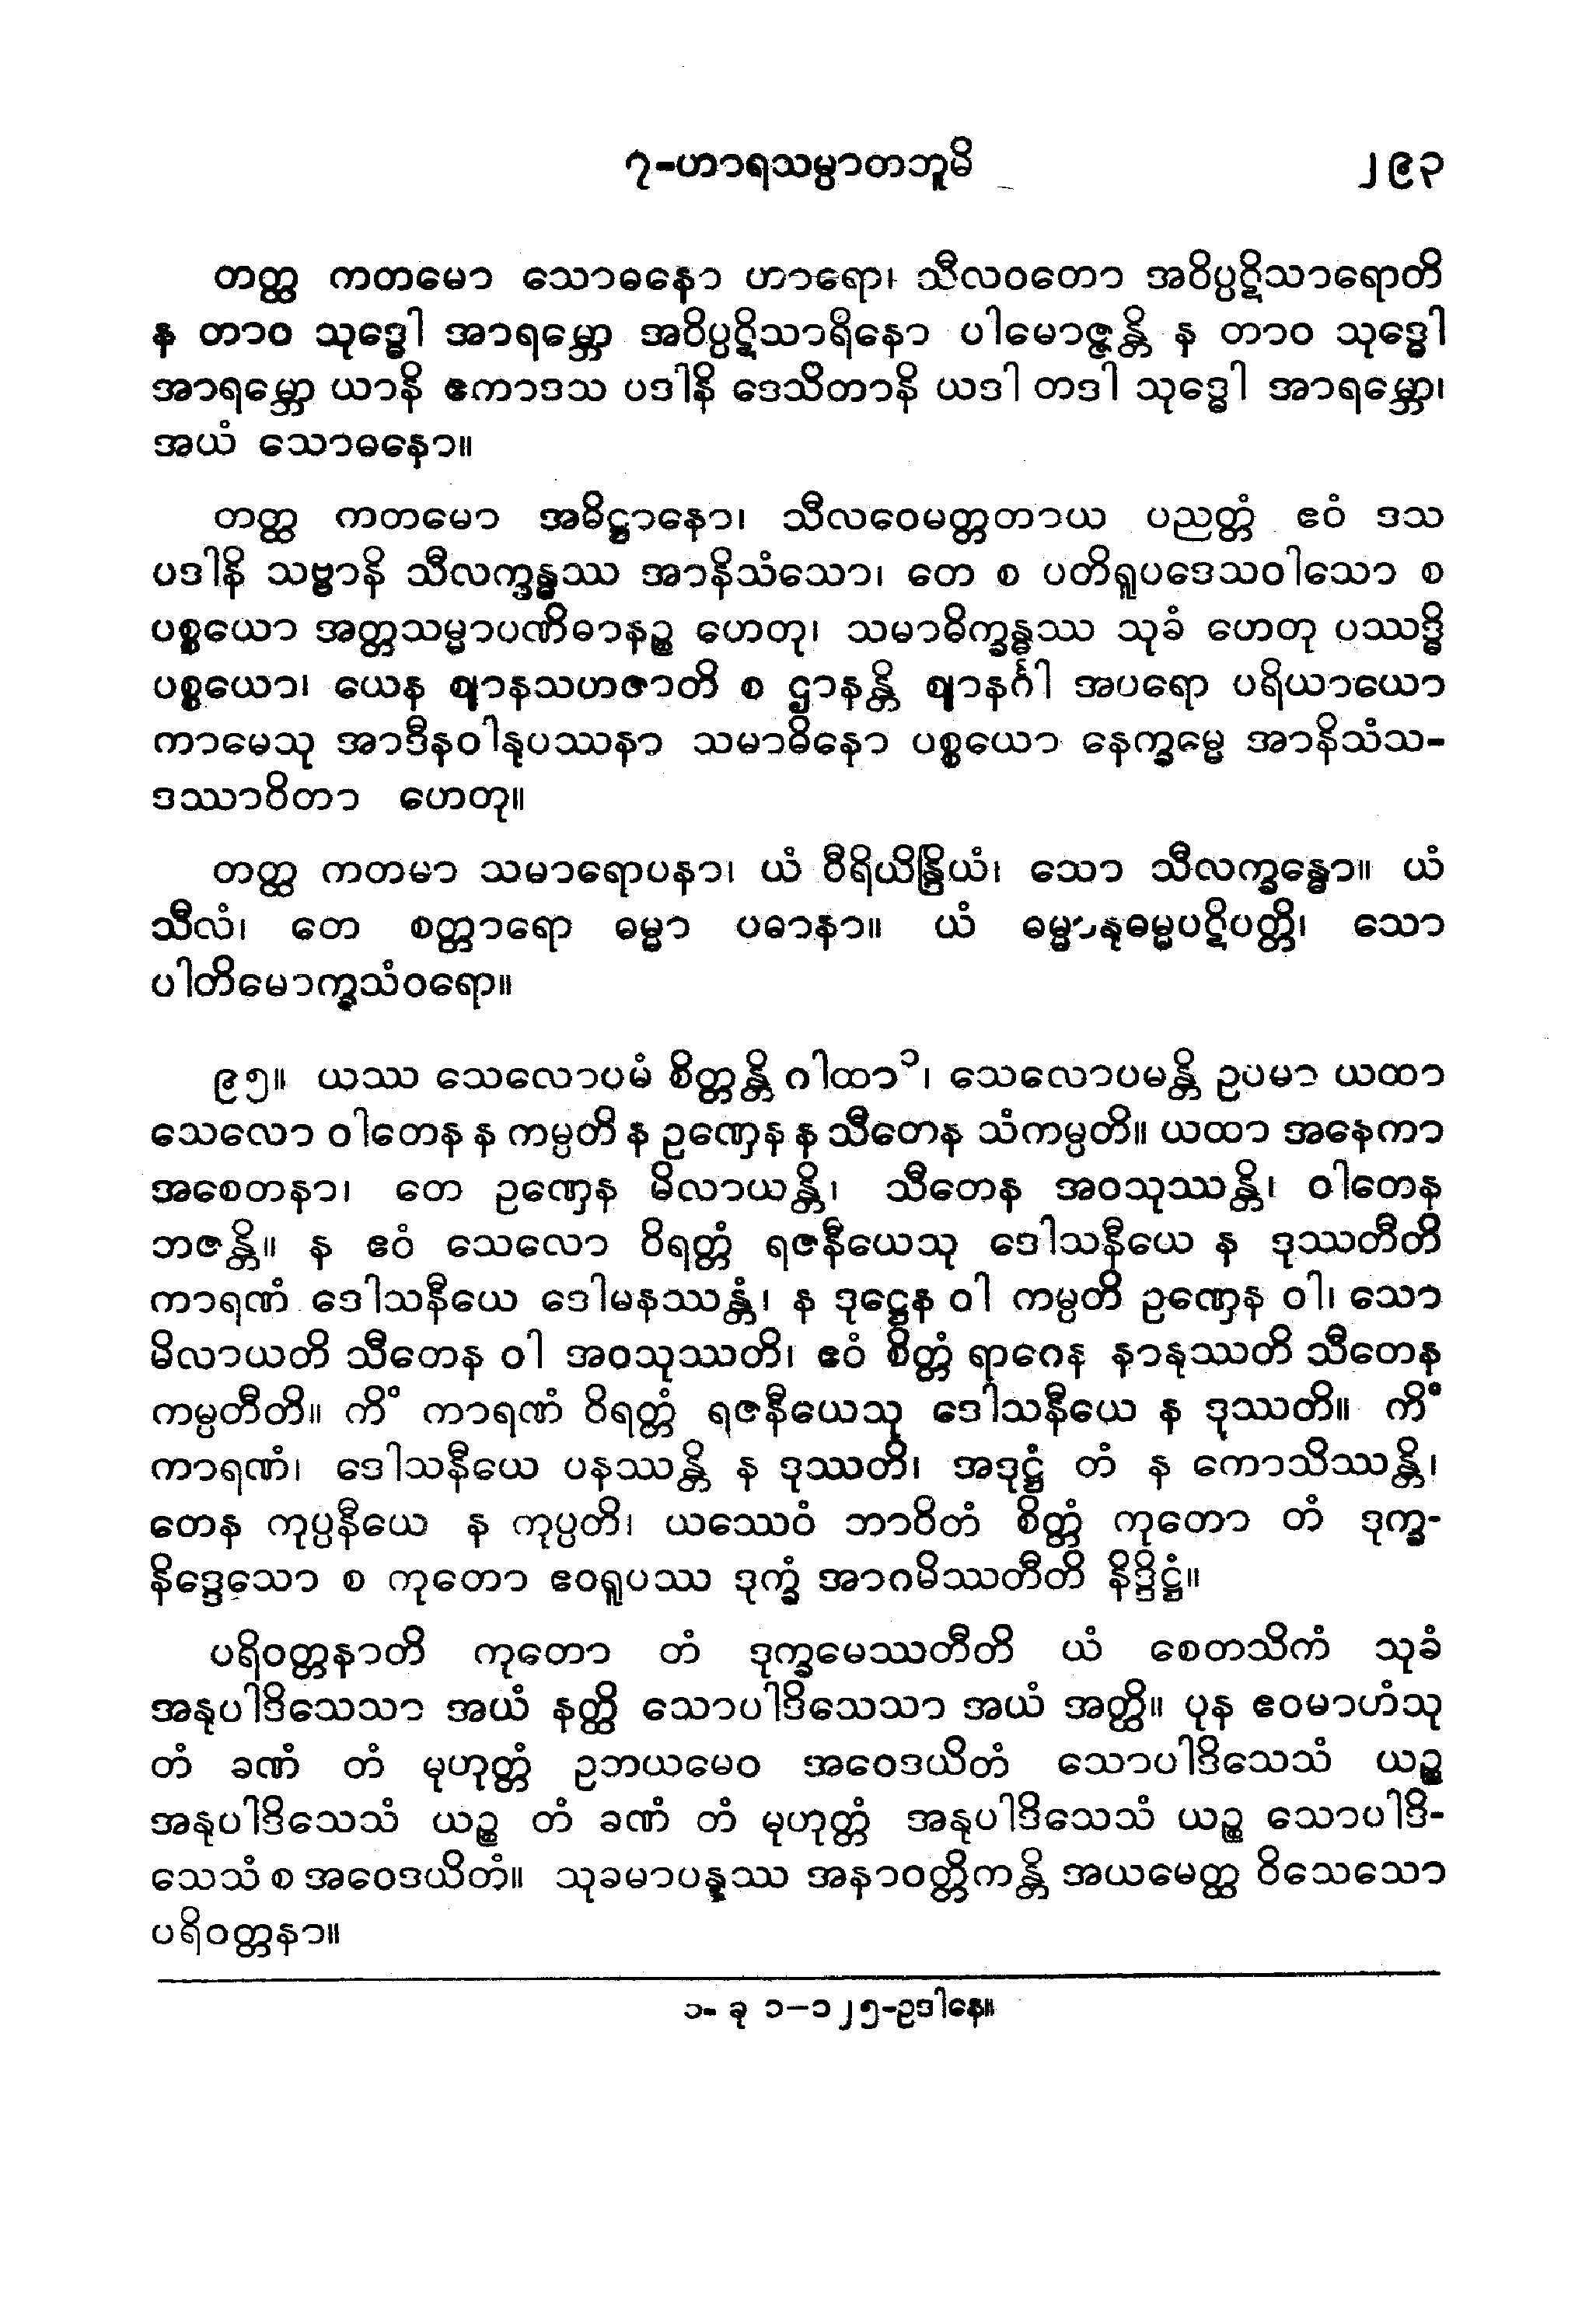 ၇-ဟာရသမ္ပာတဘူမိ ၂၉၃
တတ္ထ ကတမော သောဓနော ဟာရော၊ သီလဝတော အဝိပ္ပဋိသာရောတိ
န တာဝ သုဒ္ဓေါ အာရမ္ဘော အဝိပ္ပဋိသာရိနော ပါမောဇ္ဇန္တိ န တာဝ သုဒ္ဓေါ
အာရမ္ဘော ယာနိ ဧကာဒသ ပဒါနိ ဒေသိတာနိ ယဒါ တဒါ သုဒ္ဓေါ အာရမ္ဘော၊
အယံ သောဓနော။
တတ္ထ ကတမော အဓိဋ္ဌာနော၊ သီလဝေမတ္တတာယ ပညတ္တံ ဧဝံ ဒသ
ပဒါနိ သဗ္ဗာနိ သီလက္ခန္ဓဿ အာနိသံသော၊ တေ စ ပတိရူပဒေသဝါသော စ
ပစ္စယော အတ္တသမ္မာပဏိဓာနဉ္စ ဟေတု၊ သမာဓိက္ခန္ဓဿ သုခံ ဟေတု ပဿဒ္ဓိ
ပစ္စယော၊ ယေန ဈာနသဟဇာတိ စ ဌာနန္တိ ဈာနင်္ဂါ အပရော ပရိယာယော
ကာမေသု အာဒီနဝါနုပဿနာ သမာဓိနော ပစ္စယော နေက္ခမ္မေ အာနိသံသ-
ဒဿာဝိတာ ဟေတု။
တတ္ထ ကတမာ သမာရောပနာ၊ ယံ ဝီရိယိန္ဒြိယံ၊ သော သီလက္ခန္ဓော။ ယံ
သီလံ၊ တေ စတ္တာရော ဓမ္မာ ပဓာနာ။ ယံ ဓမ္မာနုဓမ္မပဋိပတ္တိ၊ သော
ပါတိမောက္ခသံဝရော။
၉၅။ ယဿ သေလောပမံ စိတ္တန္တိ ဂါထာ၁၊ သေလောပမန္တိ ဥပမာ ယထာ
သေလော ဝါတေန န ကမ္ပတိ န ဥဏှေန န သီတေန သံကမ္ပတိ။ ယထာ အနေကာ
အစေတနာ၊ တေ ဥဏှေန မိလာယန္တိ၊ သီတေန အဝသုဿန္တိ၊ ဝါတေန
ဘဇန္တိ။ န ဧဝံ သေလော ဝိရတ္တံ ရဇနီယေသု ဒေါသနီယေ န ဒုဿတီတိ
ကာရဏံ ဒေါသနီယေ ဒေါမနဿန္တံ၊ န ဒုဋ္ဌေန ဝါ ကမ္ပတိ ဥဏှေန ဝါ၊ သော
မိလာယတိ သီတေန ဝါ အဝသုဿတိ၊ ဧဝံ စိတ္တံ ရာဂေန နာနုဿတိ သီတေန
ကမ္ပတီတိ။ ကိံ ကာရဏံ ဝိရတ္တံ ရဇနီယေသု ဒေါသနီယေ န ဒုဿတိ။ ကိံ
ကာရဏံ၊ ဒေါသနီယေ ပနဿန္တိ န ဒုဿတိ၊ အဒုဋ္ဌံ တံ န ကောသိဿန္တိ၊
တေန ကုပ္ပနီယေ န ကုပ္ပတိ၊ ယဿေဝံ ဘာဝိတံ စိတ္တံ ကုတော တံ ဒုက္ခ-
နိဒ္ဒေသော စ ကုတော ဧဝရူပဿ ဒုက္ခံ အာဂမိဿတီတိ နိဒ္ဒိဋ္ဌံ။
ပရိဝတ္တနာတိ ကုတော တံ ဒုက္ခမေဿတီတိ ယံ စေတသိကံ သုခံ
အနုပါဒိသေသာ အယံ နတ္ထိ သောပါဒိသေသာ အယံ အတ္ထိ။ ပုန ဧဝမာဟံသု
တံ ခဏံ တံ မုဟုတ္တံ ဥဘယမေဝ အဝေဒယိတံ သောပါဒိသေသံ ယဉ္စ
အနုပါဒိသေသံ ယဉ္စ တံ ခဏံ တံ မုဟုတ္တံ အနုပါဒိသေသံ ယဉ္စ သောပါဒိ-
သေသံ စ အဝေဒယိတံ။ သုခမာပန္နဿ အနာဝတ္တိကန္တိ အယမေတ္ထ ဝိသေသော
ပရိဝတ္တနာ။
၁- ခု ၁-၁၂၅-ဥဒါနေ။